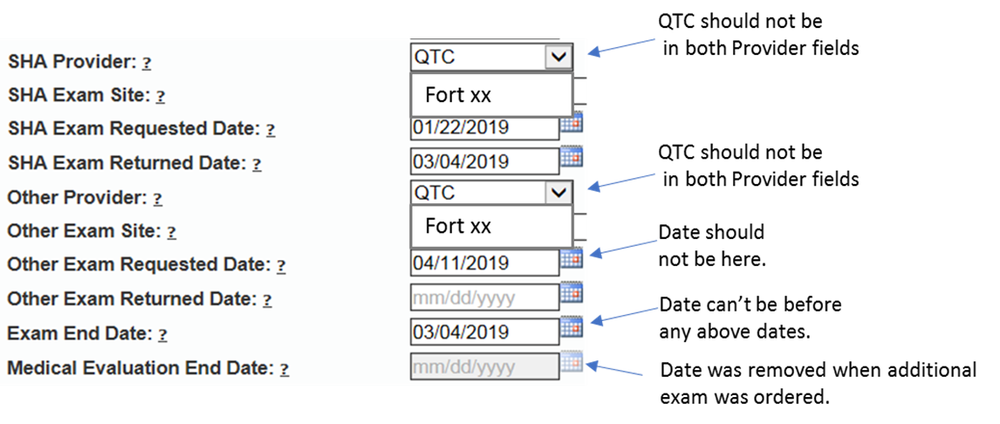 QTC should not be
in both Provider fields
SHA Provider: ? QTC
SHA Exam Site: ? Fort xx
SHA Exam Requested Date: ? 01/22/2019
SHA Exam Returned Date: ? 03/04/2019
QTC should not be
in both Provider fields
Other Provider: ? QTC
Other Exam Site: ? Fort xx
Date should
not be here.
Other Exam Requested Date: ? 04/11/2019
Other Exam Returned Date: ? mm/dd/yyyy
Date can’t be before
any above dates.
Exam End Date: ? 03/04/2019
Medical Evaluation End Date: ? mm/dd/yyyy
Date was removed when additional
exam was ordered.